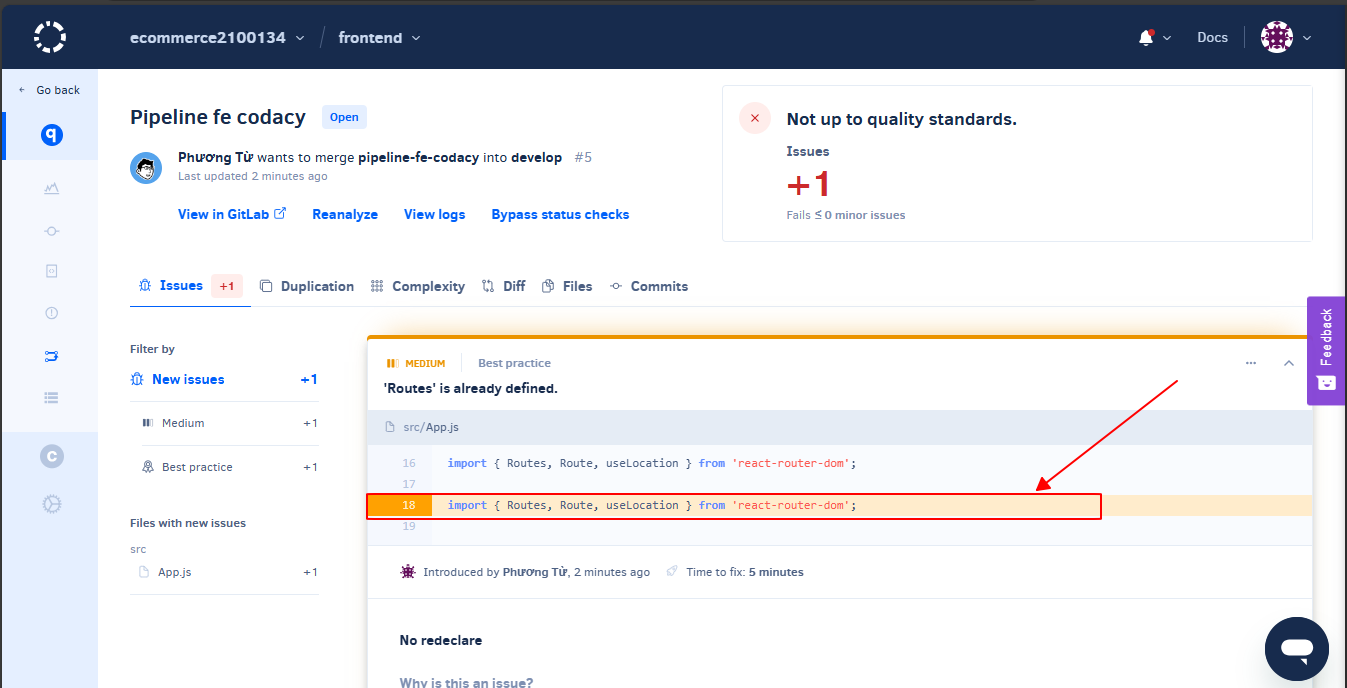 ecommerce2100134 / frontend
Docs
Go back
Pipeline fe codacy Open
Phương Từ wants to merge pipeline-fe-codacy into develop #5
Last updated 2 minutes ago
View in GitLab Reanalyze View logs Bypass status checks
Not up to quality standards.
Issues
+1
Fails ≤ 0 minor issues
Issues +1 Duplication Complexity Diff Files Commits
Filter by
New issues +1
Medium +1
Best practice +1
Files with new issues
src
App.js +1
MEDIUM Best practice
'Routes' is already defined.
src/App.js
16 import { Routes, Route, useLocation } from 'react-router-dom';
17
18 import { Routes, Route, useLocation } from 'react-router-dom';
19
Introduced by Phương Từ, 2 minutes ago Time to fix: 5 minutes
No redeclare
Why is this an issue?
Feedback
q
C